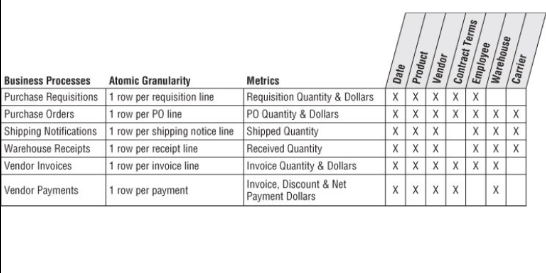 Date
Product
Vendor
Contract Terms
Employee
Warehouse
Carrier
Business Processes Atomic Granularity Metrics
Purchase Requisitions 1 row per requisition line Requisition Quantity & Dollars X X X X X
Purchase Orders 1 row per PO line PO Quantity & Dollars X X X X X X X
Shipping Notifications 1 row per shipping notice line Shipped Quantity X X X X X X
Warehouse Receipts 1 row per receipt line Received Quantity X X X X X X
Vendor Invoices 1 row per invoice line Invoice Quantity & Dollars X X X X X X
Vendor Payments 1 row per payment Invoice, Discount & Net
Payment Dollars X X X X X